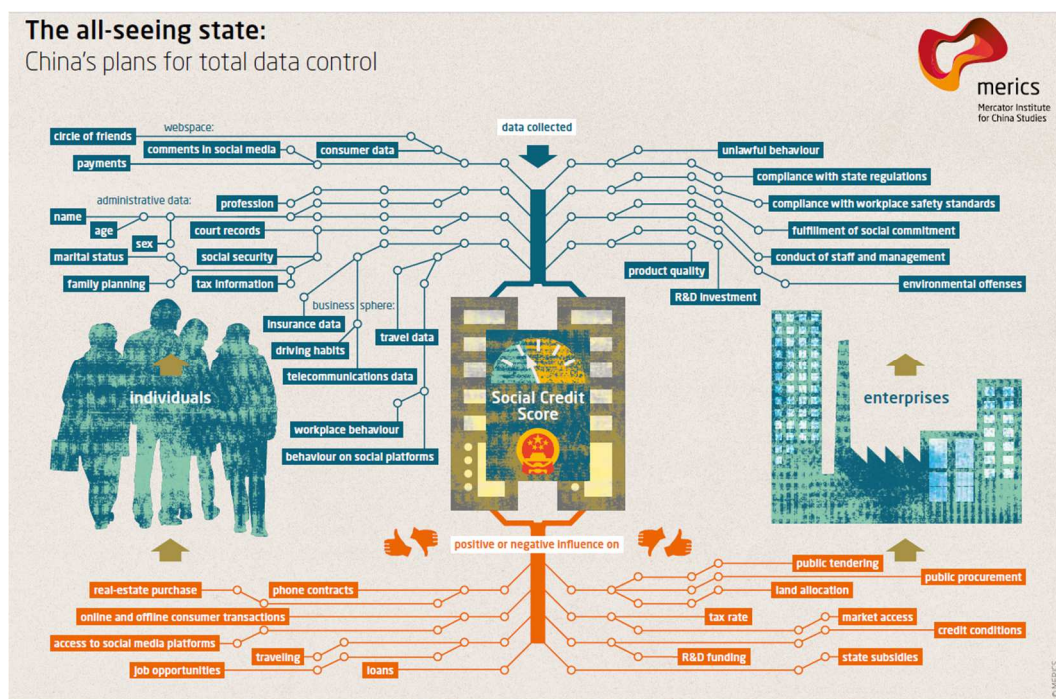 The all-seeing state:
China's plans for total data control
merics
Mercator Institute
for China Studies
data collected
webspace:
circle of friends
comments in social media
consumer data
payments
administrative data:
profession
name
age
court records
sex
marital status
social security
family planning
tax information
business sphere:
insurance data
travel data
driving habits
telecommunications data
workplace behaviour
behaviour on social platforms
unlawful behaviour
compliance with state regulations
compliance with workplace safety standards
fulfillment of social commitment
conduct of staff and management
product quality
environmental offenses
R&D Investment
individuals
Social Credit
Score
enterprises
positive or negative influence on
real-estate purchase
phone contracts
online and offline consumer transactions
access to social media platforms
traveling
job opportunities
loans
public tendering
public procurement
land allocation
tax rate
market access
credit conditions
R&D funding
state subsidies
© MERICS